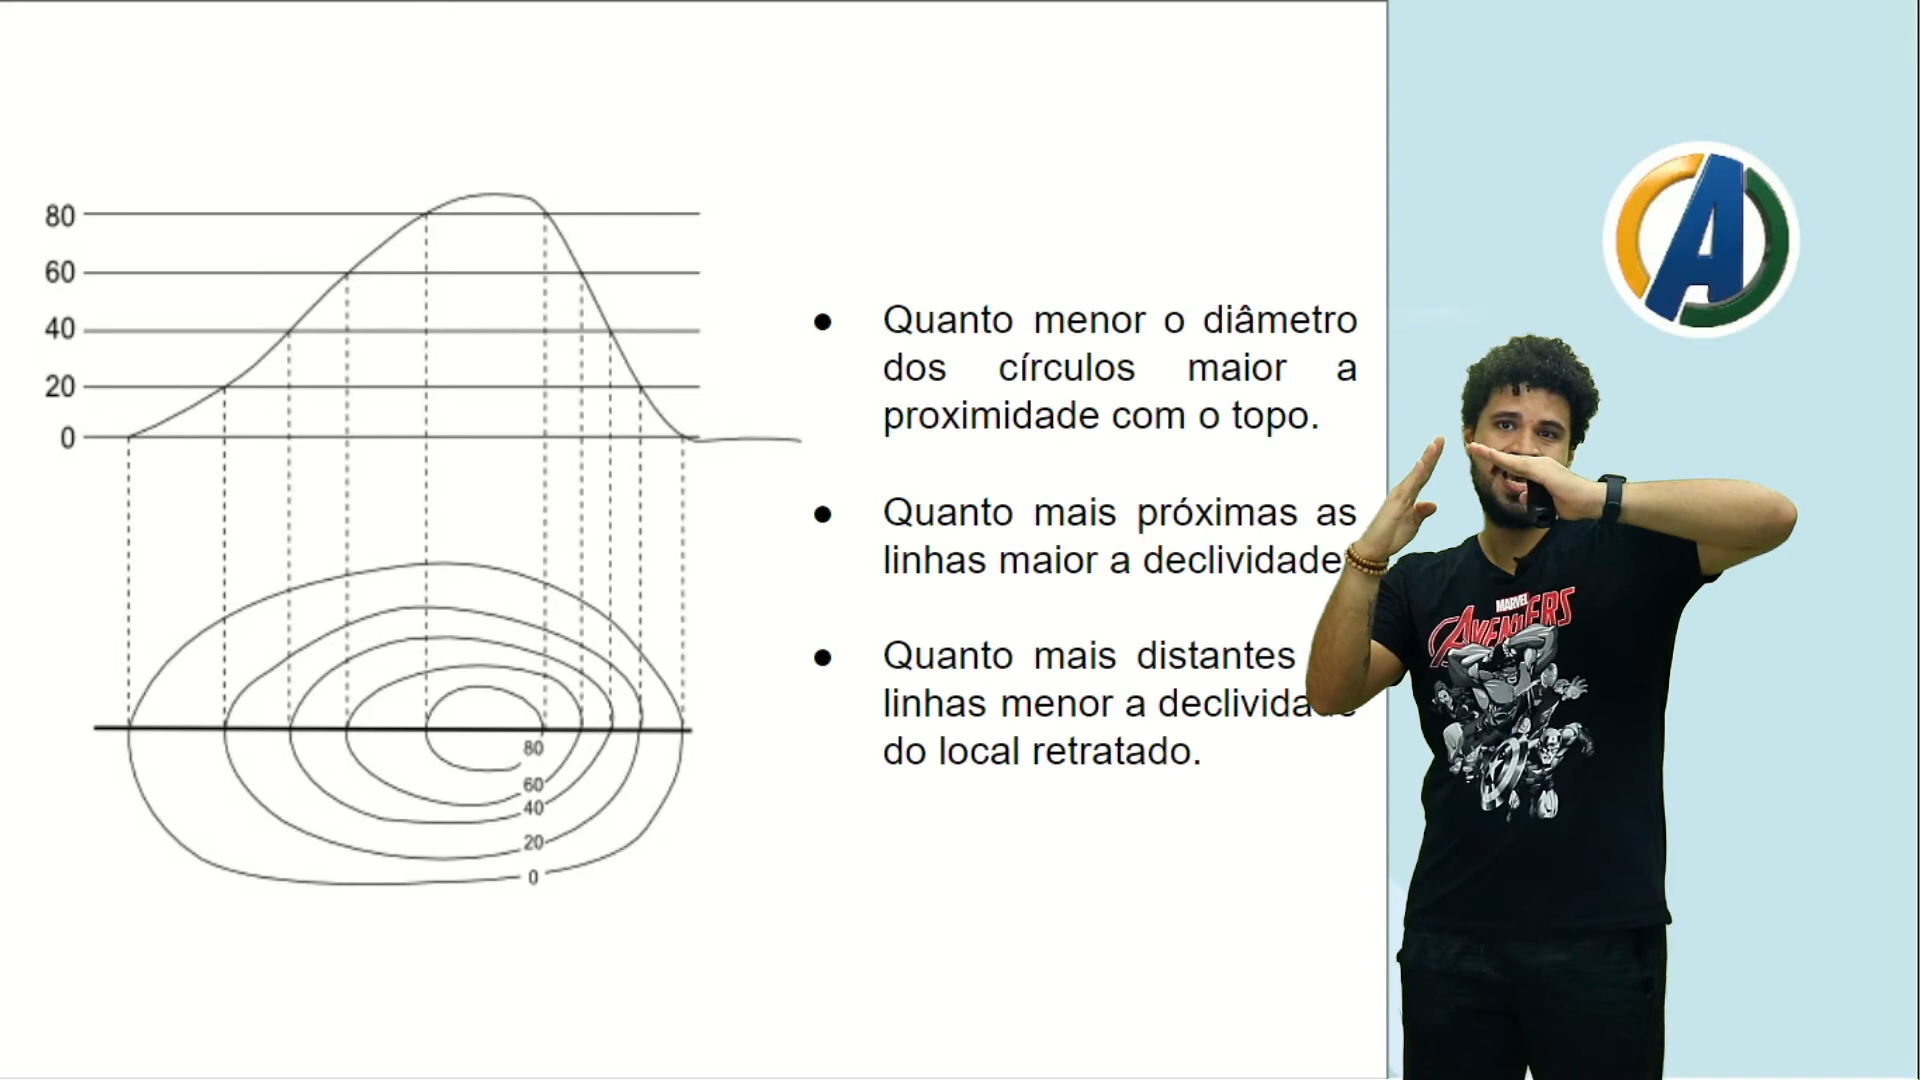 80
60
40
20
0
80
60
40
20
0
● Quanto menor o diâmetro
dos círculos maior a
proximidade com o topo.
● Quanto mais próximas as
linhas maior a declividade
● Quanto mais distantes
linhas menor a declividade
do local retratado.
A
MARVEL
AVENGERS